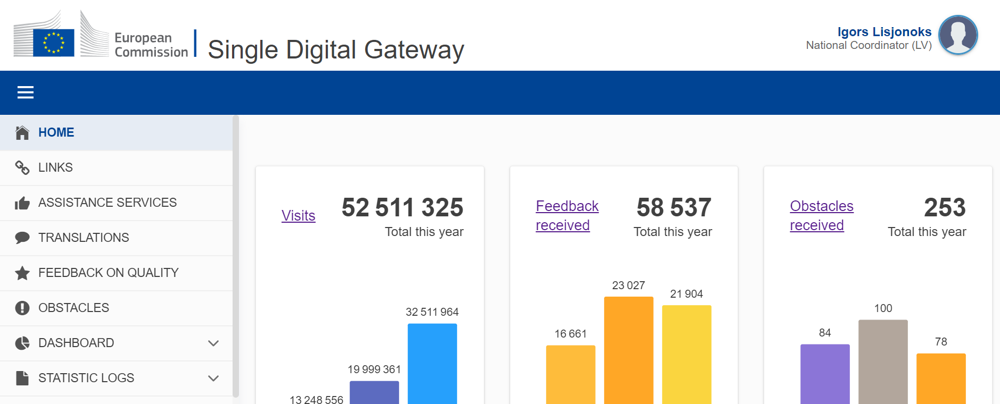 European
Commission
Single Digital Gateway
Igors Lisjonoks
National Coordinator (LV)
HOME
LINKS
ASSISTANCE SERVICES
TRANSLATIONS
FEEDBACK ON QUALITY
OBSTACLES
DASHBOARD
STATISTIC LOGS
Visits
52 511 325
Total this year
32 511 964
19 999 361
13 248 556
Feedback
received
58 537
Total this year
16 661
23 027
21 904
Obstacles
received
253
Total this year
84
100
78